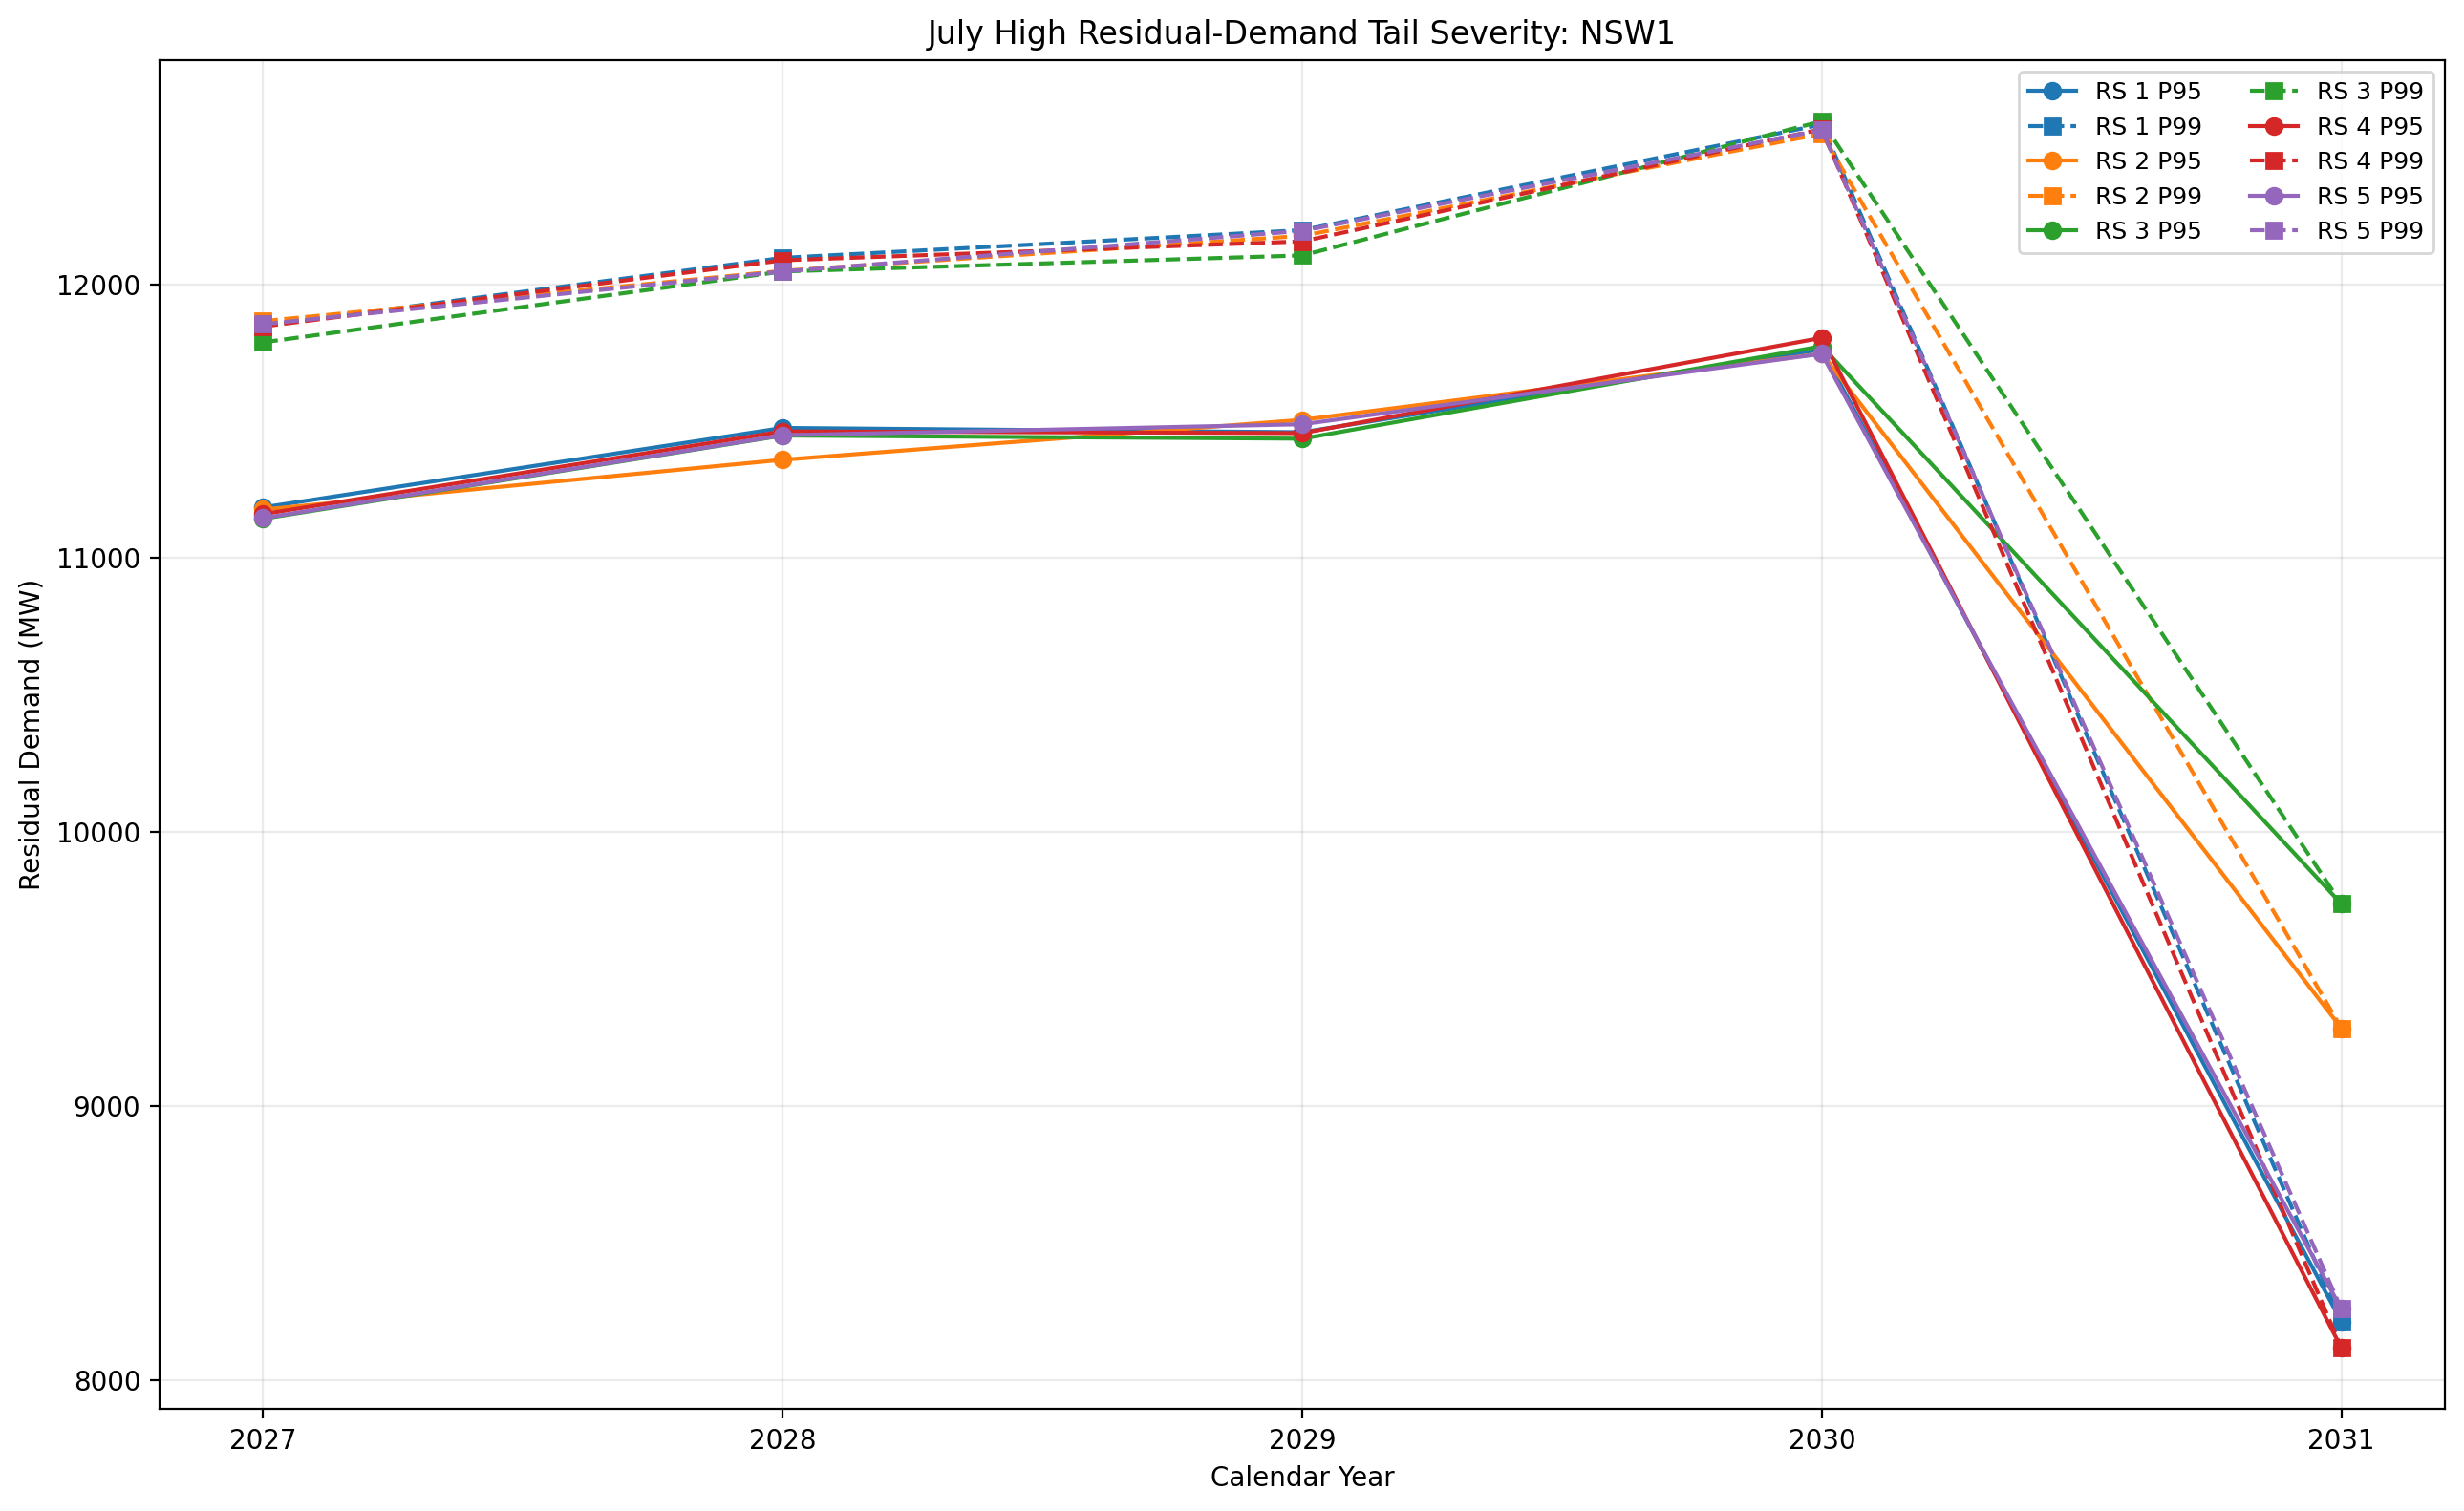 July High Residual-Demand Tail Severity: NSW1
RS 1 P95
RS 1 P99
RS 2 P95
RS 2 P99
RS 3 P95
RS 3 P99
RS 4 P95
RS 4 P99
RS 5 P95
RS 5 P99
Residual Demand (MW)
12000
11000
10000
9000
8000
2027 2028 2029 2030 2031
Calendar Year